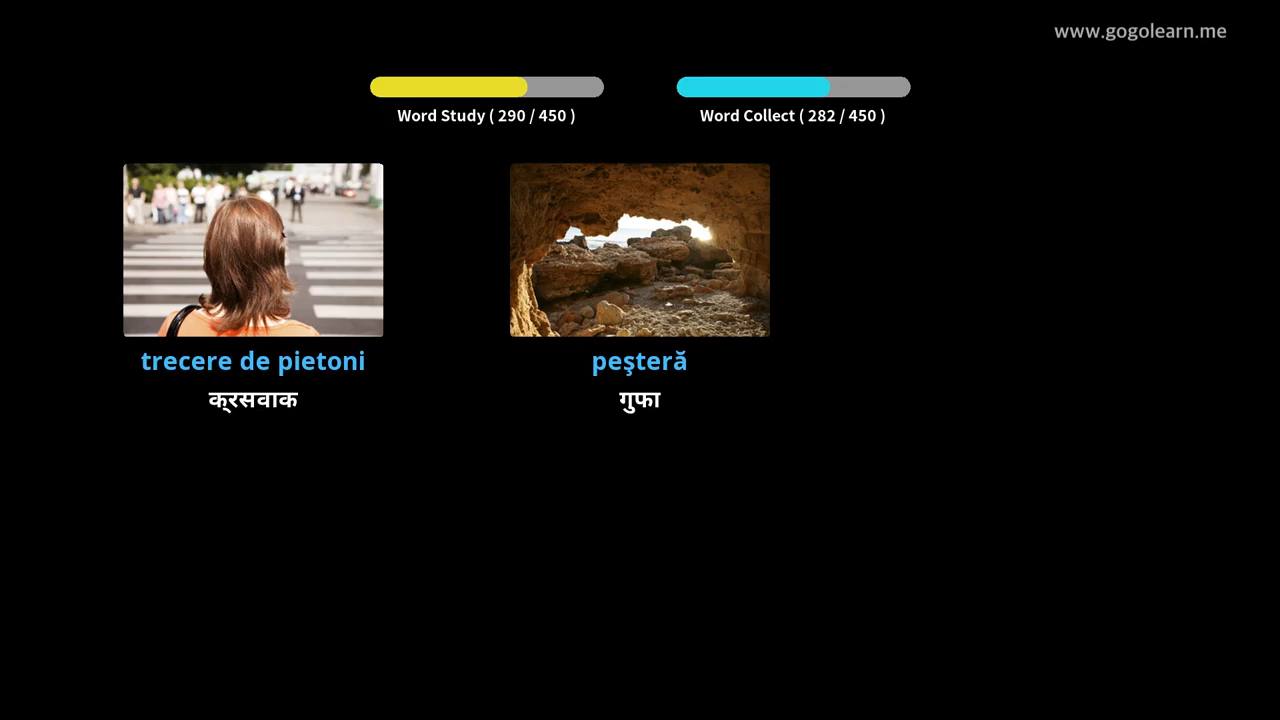 www.gogolearn.me
Word Study ( 290 / 450 )
Word Collect ( 282 / 450 )
trecere de pietoni
peşteră
क्रसवाक
गुफा